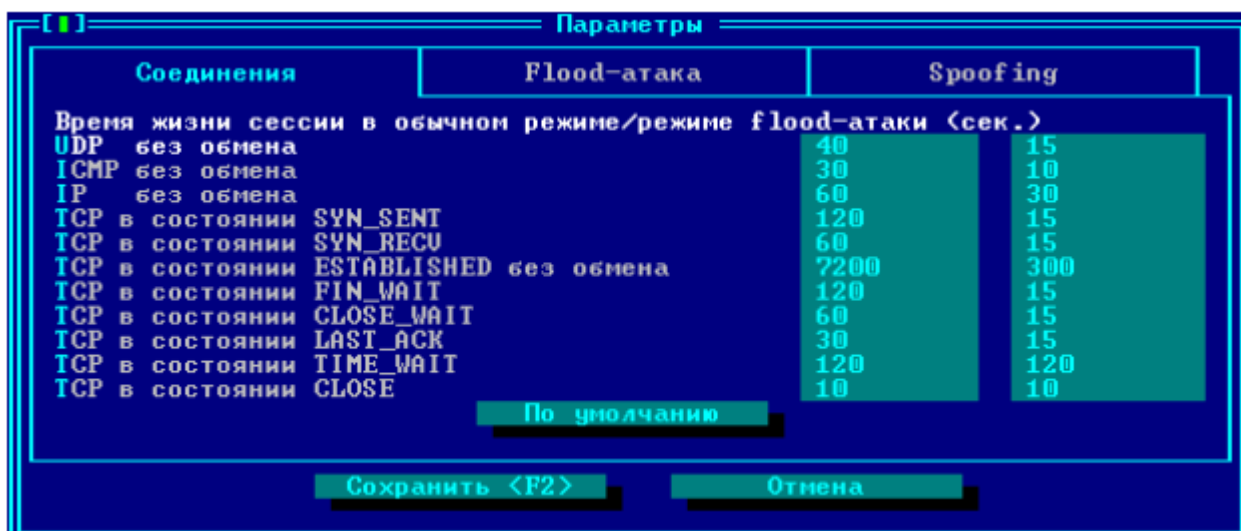 [▮] Параметры
Соединения Flood-атака Spoofing
Время жизни сессии в обычном режиме/режиме flood-атаки (сек.)
UDP без обмена 40 15
ICMP без обмена 30 10
IP без обмена 60 30
TCP в состоянии SYN_SENT 120 15
TCP в состоянии SYN_RECV 60 15
TCP в состоянии ESTABLISHED без обмена 7200 300
TCP в состоянии FIN_WAIT 120 15
TCP в состоянии CLOSE_WAIT 60 15
TCP в состоянии LAST_ACK 30 15
TCP в состоянии TIME_WAIT 120 120
TCP в состоянии CLOSE 10 10
По умолчанию
Сохранить <F2> Отмена